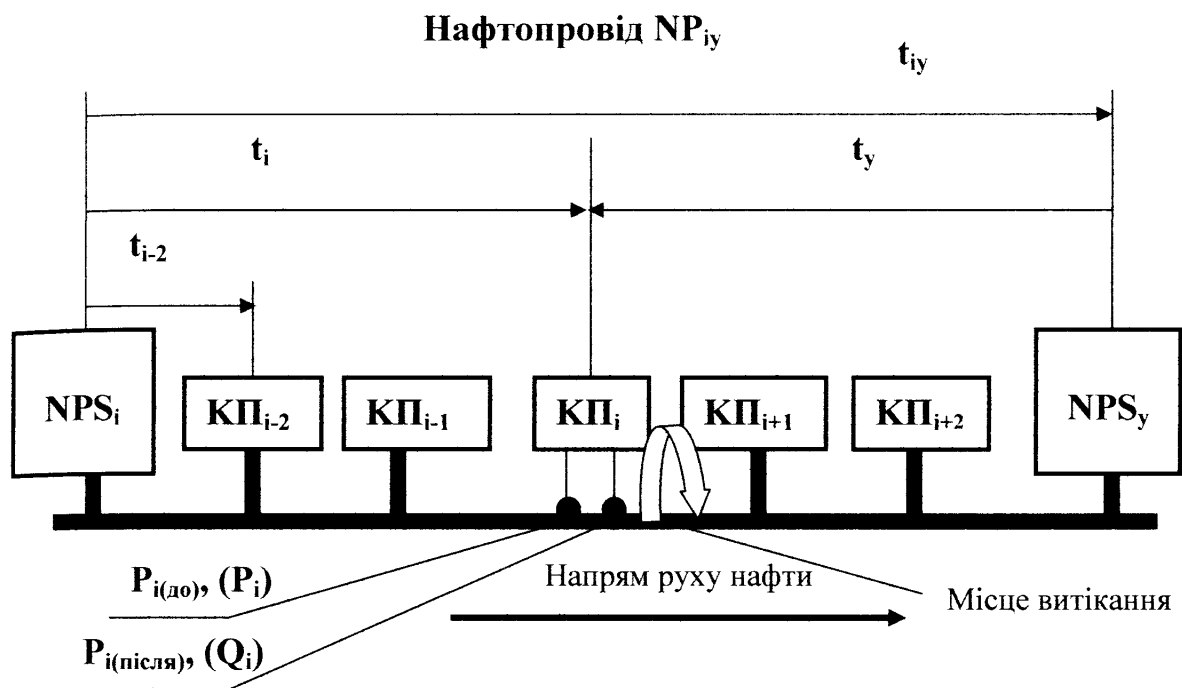 Нафтопровід NPiy
tiy
ti
ty
ti-2
NPSi
КПi-2
КПi-1
КПi
КПi+1
КПi+2
NPSy
Pi(до), (Pi)
Напрям руху нафти
Місце витікання
Pi(після), (Qi)